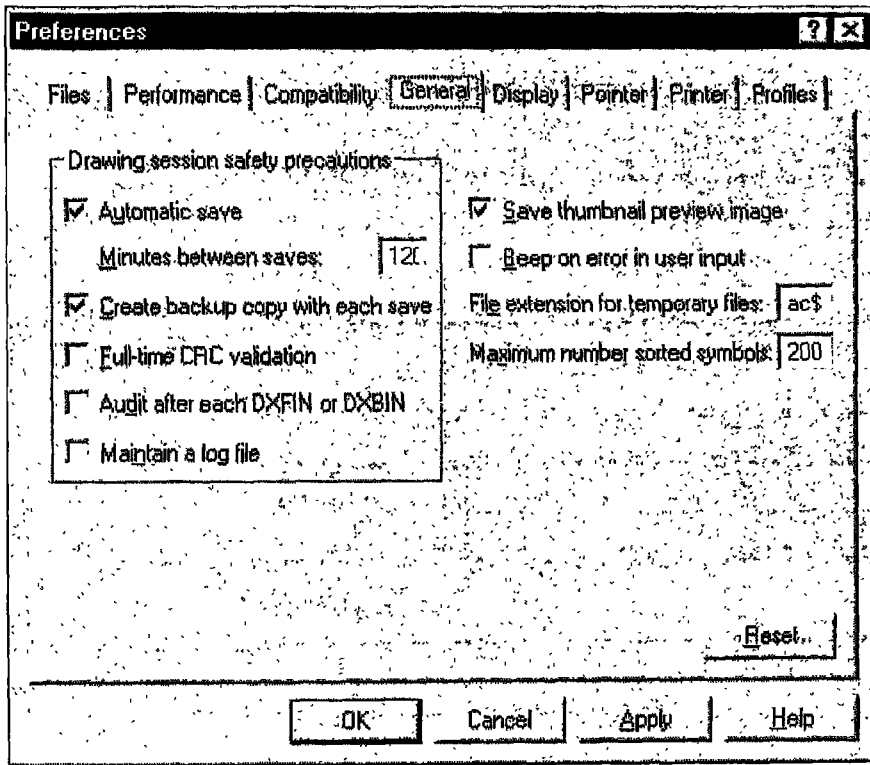 Preferences
Files Performance Compatibility General Display Pointer Printer Profiles
Drawing session safety precautions
Automatic save
Minutes between saves: 120
Create backup copy with each save
Full-time CRC validation
Audit after each DXFIN or DXBIN
Maintain a log file
Save thumbnail preview image
Beep on error in user input
File extension for temporary files: ac$
Maximum number sorted symbols: 200
Reset
OK Cancel Apply Help